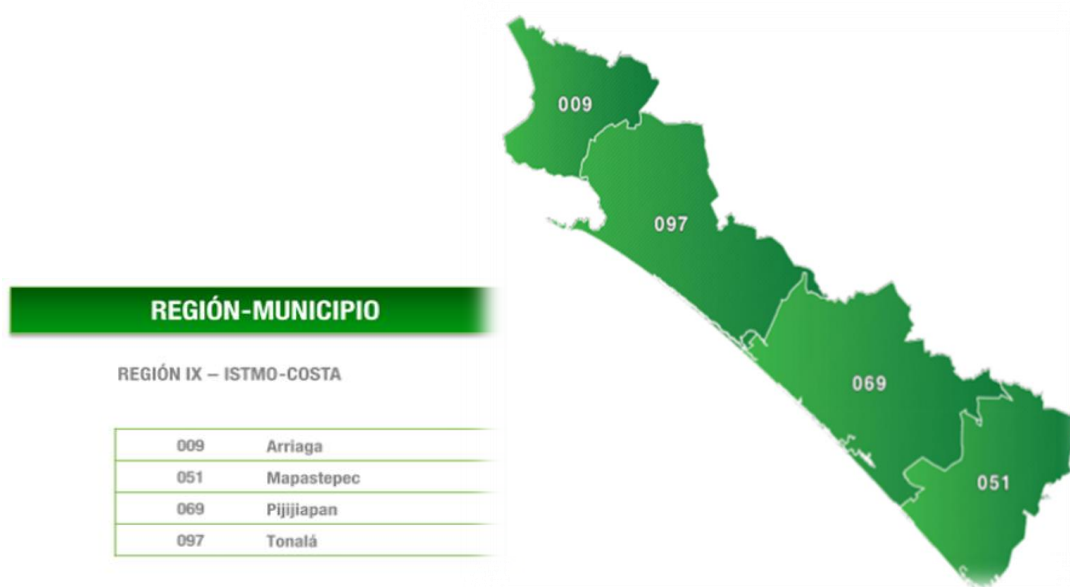 REGIÓN-MUNICIPIO
REGIÓN IX – ISTMO-COSTA
009 Arriaga
051 Mapastepec
069 Pijijiapan
097 Tonalá
009
097
069
051